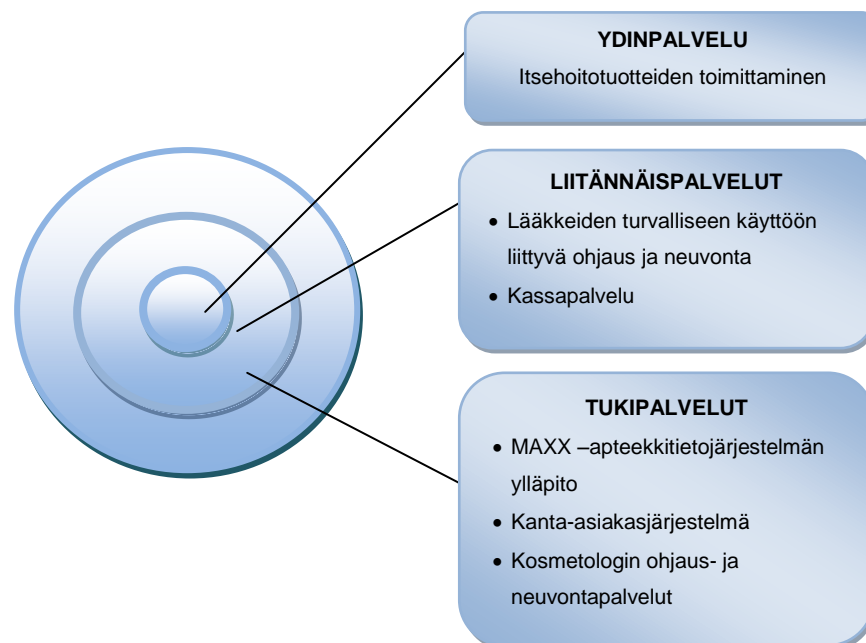 YDINPALVELU
Itsehoitotuotteiden toimittaminen
LIITÄNNÄISPALVELUT
• Lääkkeiden turvalliseen käyttöön
liittyvä ohjaus ja neuvonta
• Kassapalvelu
TUKIPALVELUT
• MAXX –apteekkitietojärjestelmän
ylläpito
• Kanta-asiakasjärjestelmä
• Kosmetologin ohjaus- ja
neuvontapalvelut